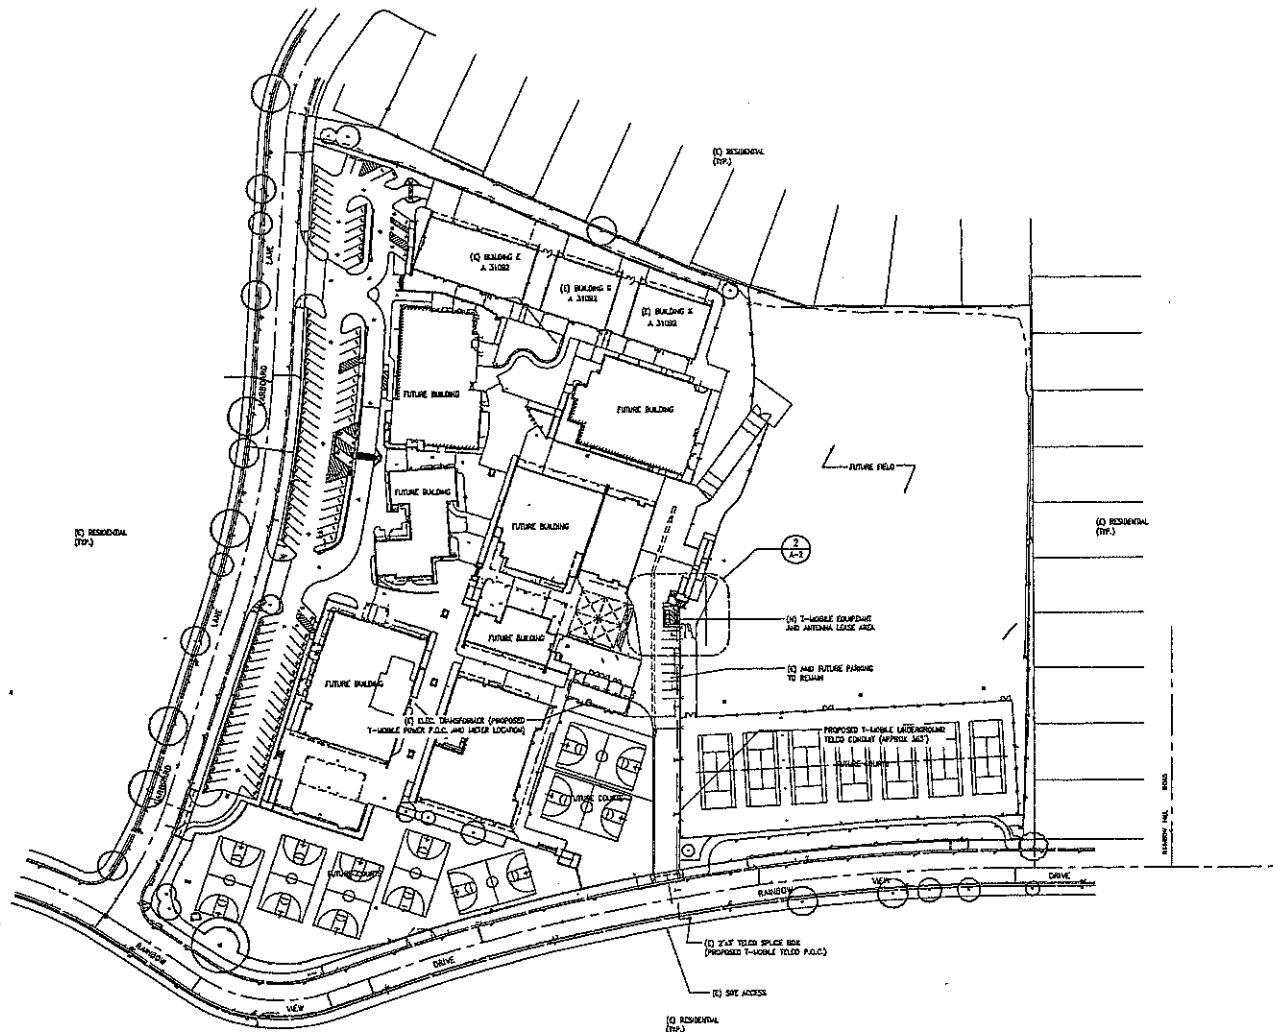 (E) RESIDENTIAL
(TYP.)
(E) BUILDING E
A 31092
(E) BUILDING
A 31092
(E) BUILDING
A 31092
LANE
FUTURE BUILDING
FUTURE BUILDING
FUTURE FIELD
FUTURE BUILDING
FUTURE BUILDING
(E) RESIDENTIAL
(TYP.)
(E) RESIDENTIAL
(TYP.)
2
A-2
LANE
(N) T-MOBILE EQUIPMENT
AND ANTENNA LEASE AREA
FUTURE BUILDING
(E) AND FUTURE PARKING
TO REMAIN
FUTURE BUILDING
(E) ELEC. TRANSFORMER (PROPOSED
T-MOBILE POWER P.O.C. AND METER LOCATION)
PROPOSED T-MOBILE UNDERGROUND
TELCO CONDUIT (APPROX 365')
FUTURE COURTS
FUTURE COURTS
ROAD
FUTURE COURTS
RAINBOW
VIEW
DRIVE
(E) 2'X3' TELCO SPLICE BOX
(PROPOSED T-MOBILE TELCO P.O.C.)
RAINBOW
DRIVE
VIEW
(E) SITE ACCESS
(E) RESIDENTIAL
(TYP.)